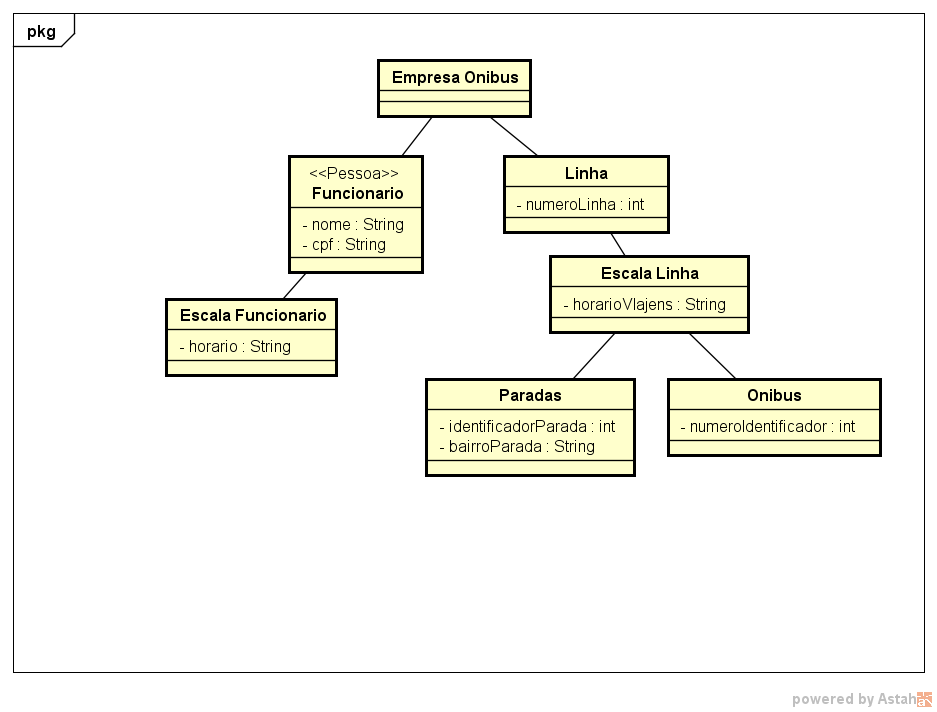 pkg
Empresa Onibus
<<Pessoa>>
Funcionario
- nome : String
- cpf : String
Linha
- numeroLinha : int
Escala Linha
- horarioVIajens : String
Escala Funcionario
- horario : String
Paradas
- identificadorParada : int
- bairroParada : String
Onibus
- numeroIdentificador : int
powered by Astah